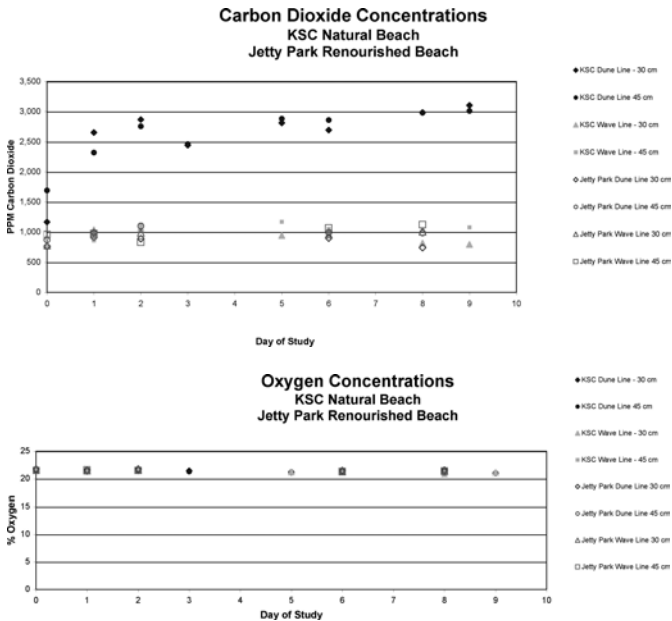 Carbon Dioxide Concentrations
KSC Natural Beach
Jetty Park Renourished Beach
PPM Carbon Dioxide
3,500
3,000
2,500
2,000
1,500
1,000
500
0
0 1 2 3 4 5 6 7 8 9 10
Day of Study
KSC Dune Line - 30 cm
KSC Dune Line 45 cm
KSC Wave Line - 30 cm
KSC Wave Line - 45 cm
Jetty Park Dune Line 30 cm
Jetty Park Dune Line 45 cm
Jetty Park Wave Line 30 cm
Jetty Park Wave Line 45 cm
Oxygen Concentrations
KSC Natural Beach
Jetty Park Renourished Beach
% Oxygen
25
20
15
10
5
0
0 1 2 3 4 5 6 7 8 9 10
Day of Study
KSC Dune Line - 30 cm
KSC Dune Line 45 cm
KSC Wave Line - 30 cm
KSC Wave Line - 45 cm
Jetty Park Dune Line 30 cm
Jetty Park Dune Line 45 cm
Jetty Park Wave Line 30 cm
Jetty Park Wave Line 45 cm